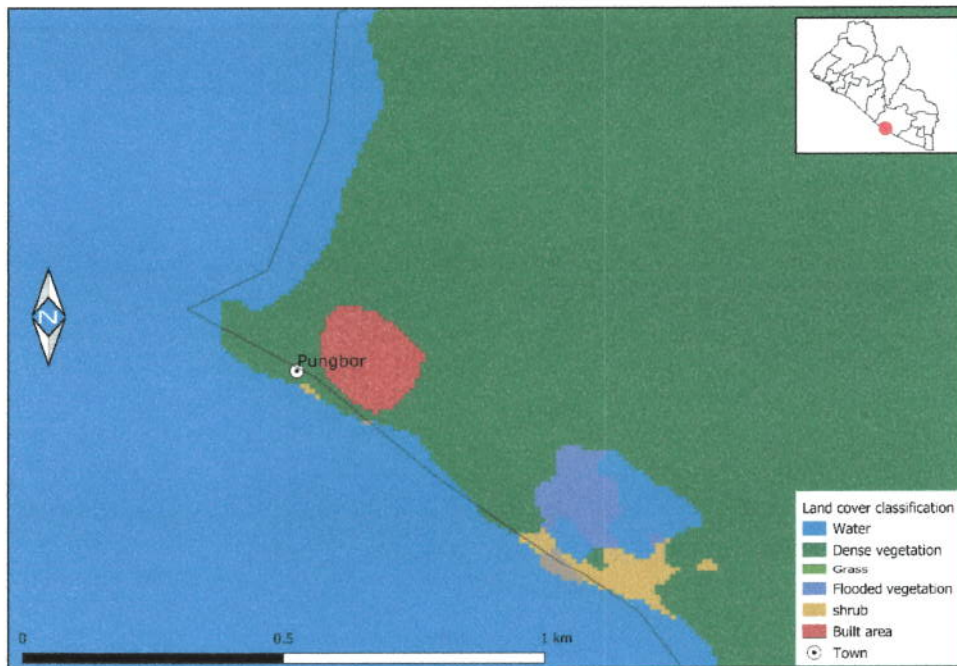 N
Pungbor
Land cover classification
Water
Dense vegetation
Grass
Flooded vegetation
shrub
Built area
Town
0 0.5 1 km